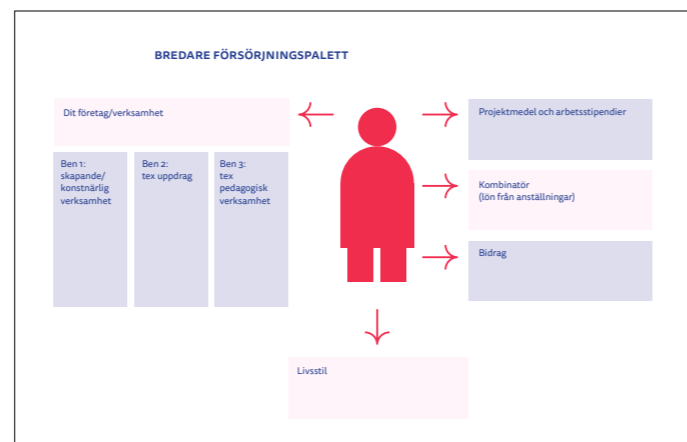 BREDARE FÖRSÖRJNINGSPALETT
Dit företag/verksamhet
Ben 1:
skapande/
konstnärlig
verksamhet
Ben 2:
tex uppdrag
Ben 3:
tex
pedagogisk
verksamhet
Projektmedel och arbetsstipendier
Kombinatör
(lön från anställningar)
Bidrag
Livsstil